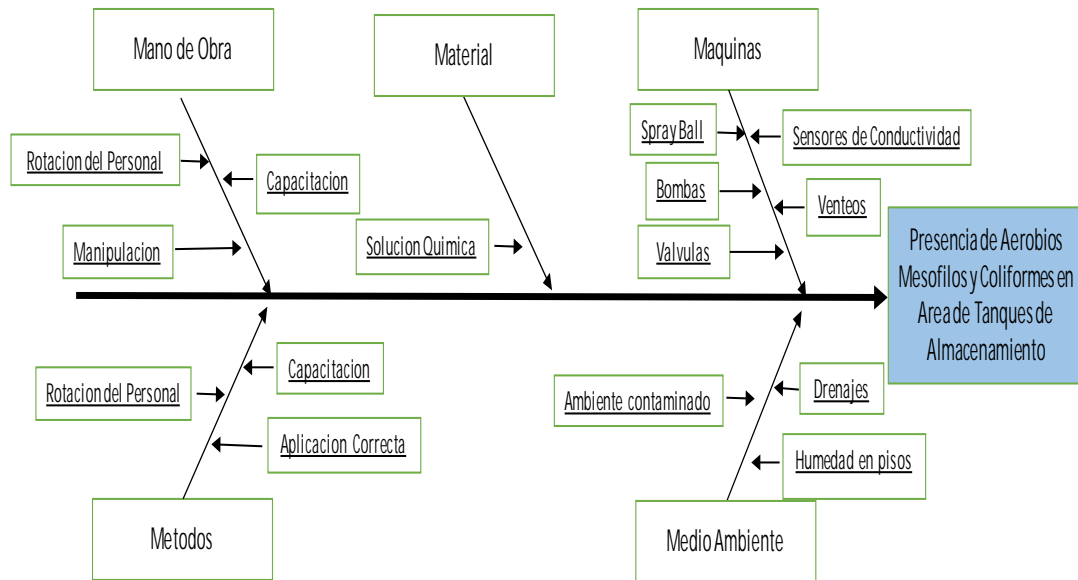 Mano de Obra
Material
Maquinas
Rotacion del Personal
Capacitacion
Manipulacion
Solucion Quimica
Spray Ball
Sensores de Conductividad
Bombas
Venteos
Valvulas
Presencia de Aerobios
Mesofilos y Coliformes en
Area de Tanques de
Almacenamiento
Capacitacion
Rotacion del Personal
Aplicacion Correcta
Drenajes
Ambiente contaminado
Humedad en pisos
Metodos
Medio Ambiente